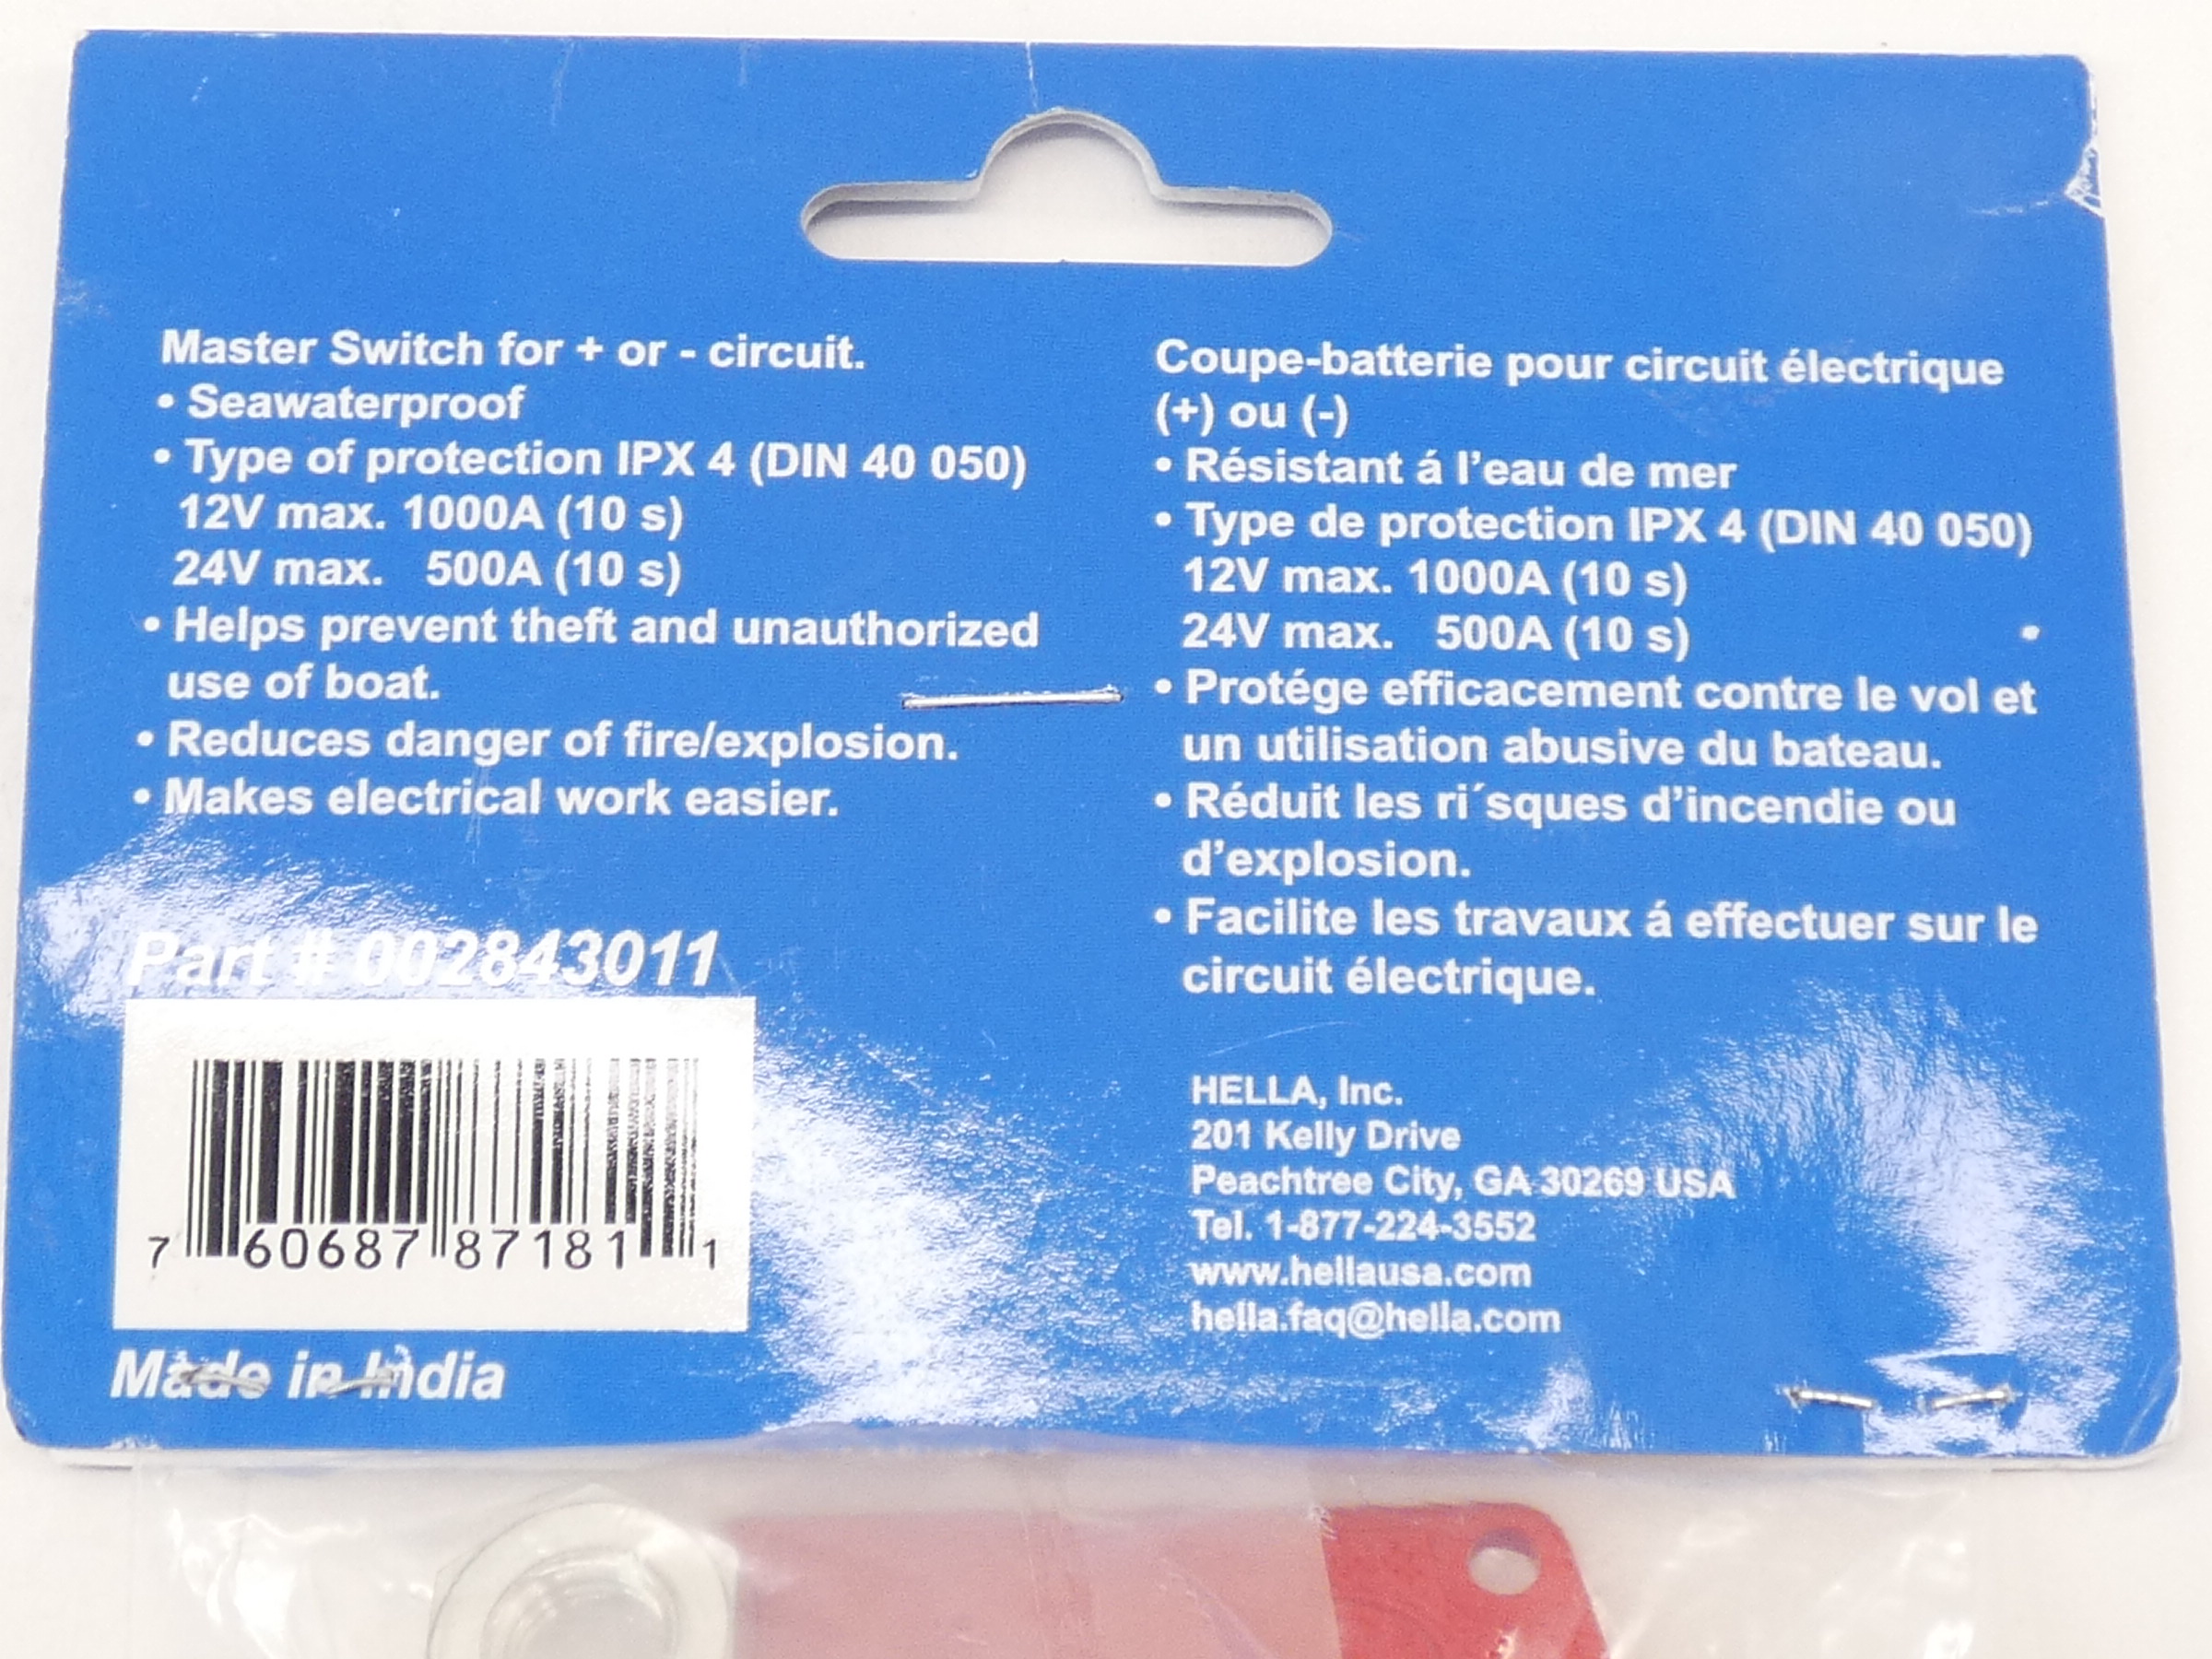 Master Switch for + or - circuit.
• Seawaterproof
• Type of protection IPX 4 (DIN 40 050)
12V max. 1000A (10 s)
24V max. 500A (10 s)
• Helps prevent theft and unauthorized
use of boat.
• Reduces danger of fire/explosion.
• Makes electrical work easier.
Part # 002843011
7 60687 87181 1
Made in India
Coupe-batterie pour circuit électrique
(+) ou (-)
• Résistant á l’eau de mer
• Type de protection IPX 4 (DIN 40 050)
12V max. 1000A (10 s)
24V max. 500A (10 s)
• Protége efficacement contre le vol et
un utilisation abusive du bateau.
• Réduit les ri´sques d’incendie ou
d’explosion.
• Facilite les travaux á effectuer sur le
circuit électrique.
HELLA, Inc.
201 Kelly Drive
Peachtree City, GA 30269 USA
Tel. 1-877-224-3552
www.hellausa.com
hella.faq@hella.com